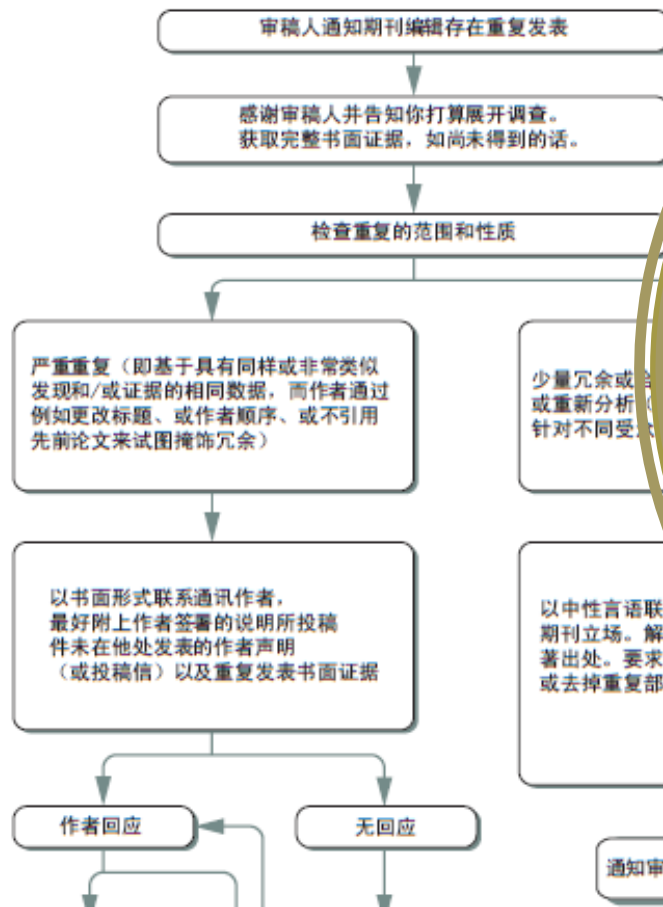 审稿人通知期刊编辑存在重复发表
感谢审稿人并告知你打算展开调查。
获取完整书面证据，如尚未得到的话。
检查重复的范围和性质
严重重复（即基于具有同样或非常类似
发现和/或证据的相同数据，而作者通过
例如更改标题、或作者顺序、或不引用
先前论文来试图掩饰冗余）
少量冗余或
或重新分析（
针对不同受
以书面形式联系通讯作者，
最好附上作者签署的说明所投稿
件未在他处发表的作者声明
（或投稿信）以及重复发表书面证据
以中性言语联
期刊立场。解
著出处。要求
或去掉重复部
作者回应
无回应
通知审